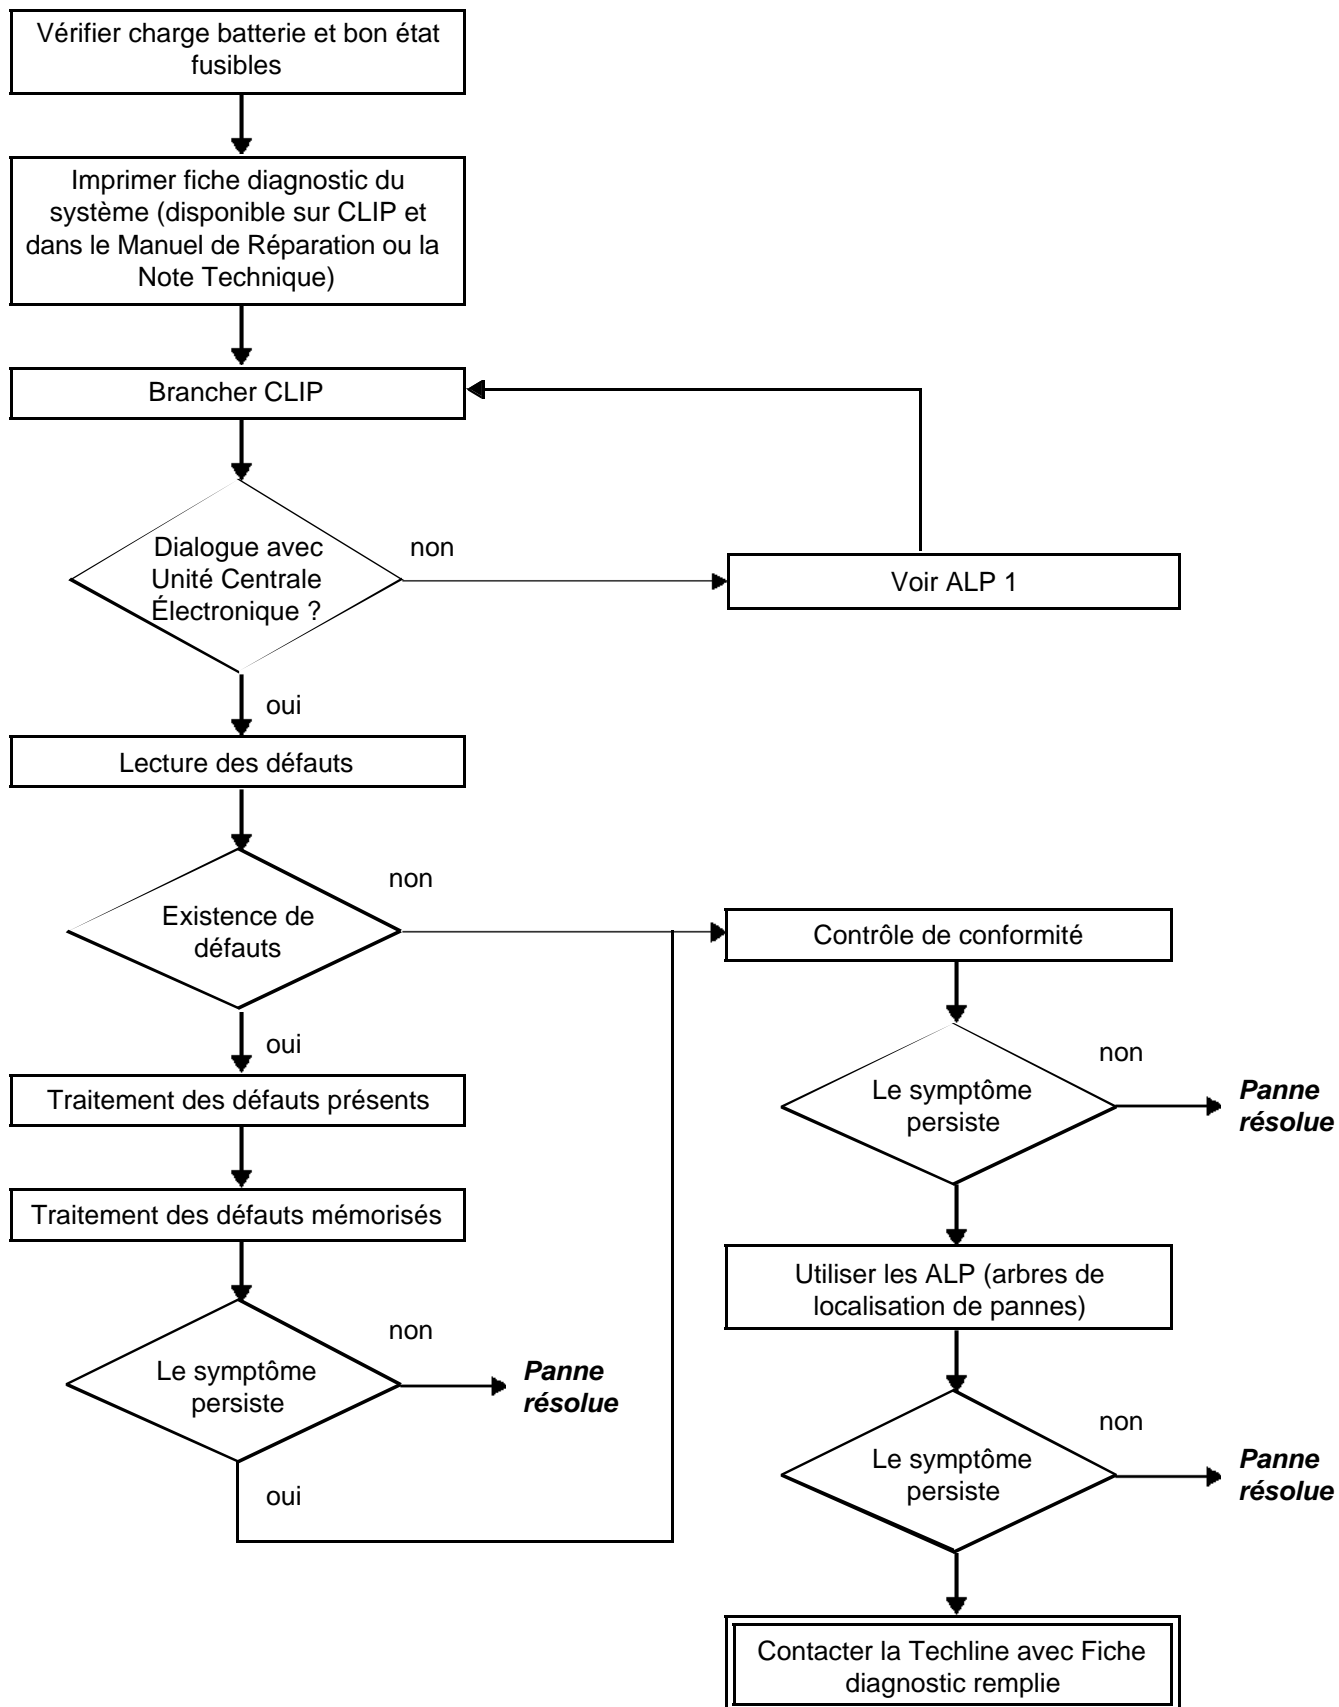 Vérifier charge batterie et bon état
fusibles
Imprimer fiche diagnostic du
système (disponible sur CLIP et
dans le Manuel de Réparation ou la
Note Technique)
Brancher CLIP
Dialogue avec
Unité Centrale
Électronique ?
non
Voir ALP 1
oui
Lecture des défauts
Existence de
défauts
non
oui
Traitement des défauts présents
Traitement des défauts mémorisés
Le symptôme
persiste
non
Panne
résolue
oui
Contrôle de conformité
Le symptôme
persiste
non
Panne
résolue
Utiliser les ALP (arbres de
localisation de pannes)
Le symptôme
persiste
non
Panne
résolue
Contacter la Techline avec Fiche
diagnostic remplie